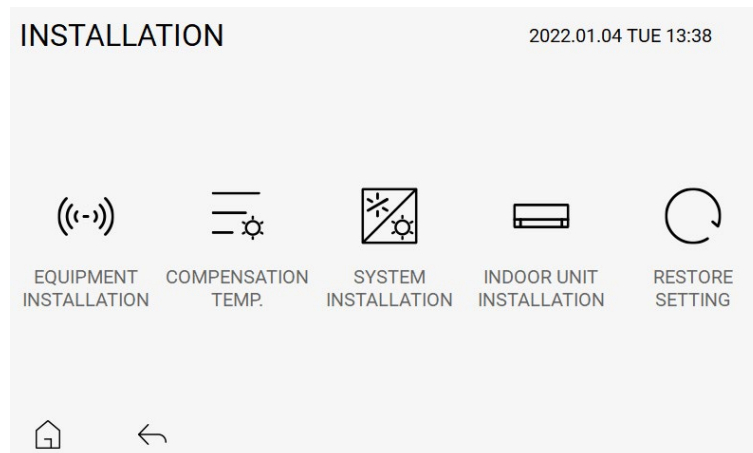 INSTALLATION
2022.01.04 TUE 13:38
EQUIPMENT
INSTALLATION
COMPENSATION
TEMP.
SYSTEM
INSTALLATION
INDOOR UNIT
INSTALLATION
RESTORE
SETTING